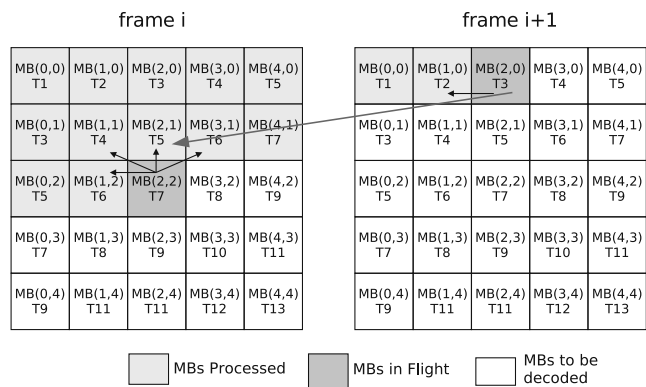 frame i
frame i+1
MB(0,0) MB(1,0) MB(2,0) MB(3,0) MB(4,0)
T1 T2 T3 T4 T5
MB(0,1) MB(1,1) MB(2,1) MB(3,1) MB(4,1)
T3 T4 T5 T6 T7
MB(0,2) MB(1,2) MB(2,2) MB(3,2) MB(4,2)
T5 T6 T7 T8 T9
MB(0,3) MB(1,3) MB(2,3) MB(3,3) MB(4,3)
T7 T8 T9 T10 T11
MB(0,4) MB(1,4) MB(2,4) MB(3,4) MB(4,4)
T9 T11 T11 T12 T13
MB(0,0) MB(1,0) MB(2,0) MB(3,0) MB(4,0)
T1 T2 T3 T4 T5
MB(0,1) MB(1,1) MB(2,1) MB(3,1) MB(4,1)
T3 T4 T5 T6 T7
MB(0,2) MB(1,2) MB(2,2) MB(3,2) MB(4,2)
T5 T6 T7 T8 T9
MB(0,3) MB(1,3) MB(2,3) MB(3,3) MB(4,3)
T7 T8 T9 T10 T11
MB(0,4) MB(1,4) MB(2,4) MB(3,4) MB(4,4)
T9 T11 T11 T12 T13
MBs Processed
MBs in Flight
MBs to be
decoded